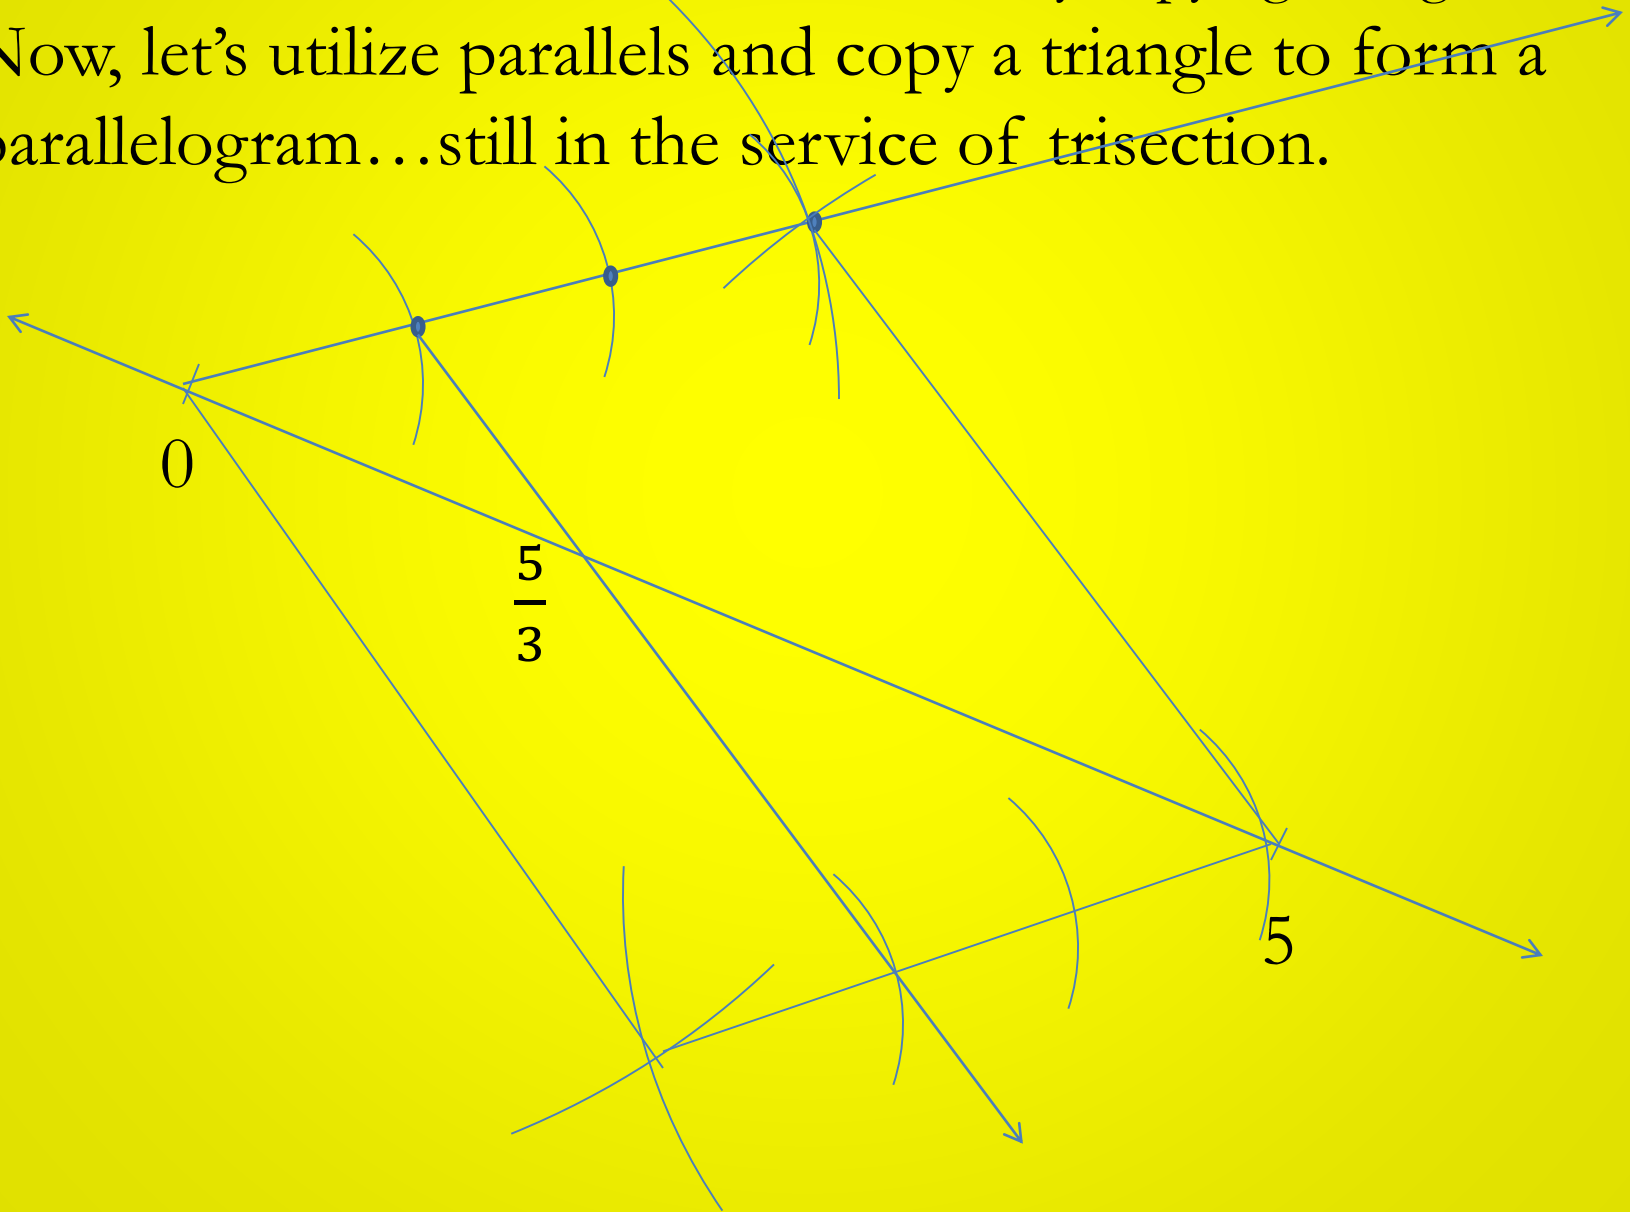 Now, let’s utilize parallels and copy a triangle to form a
parallelogram…still in the service of trisection.
0
5
3
5